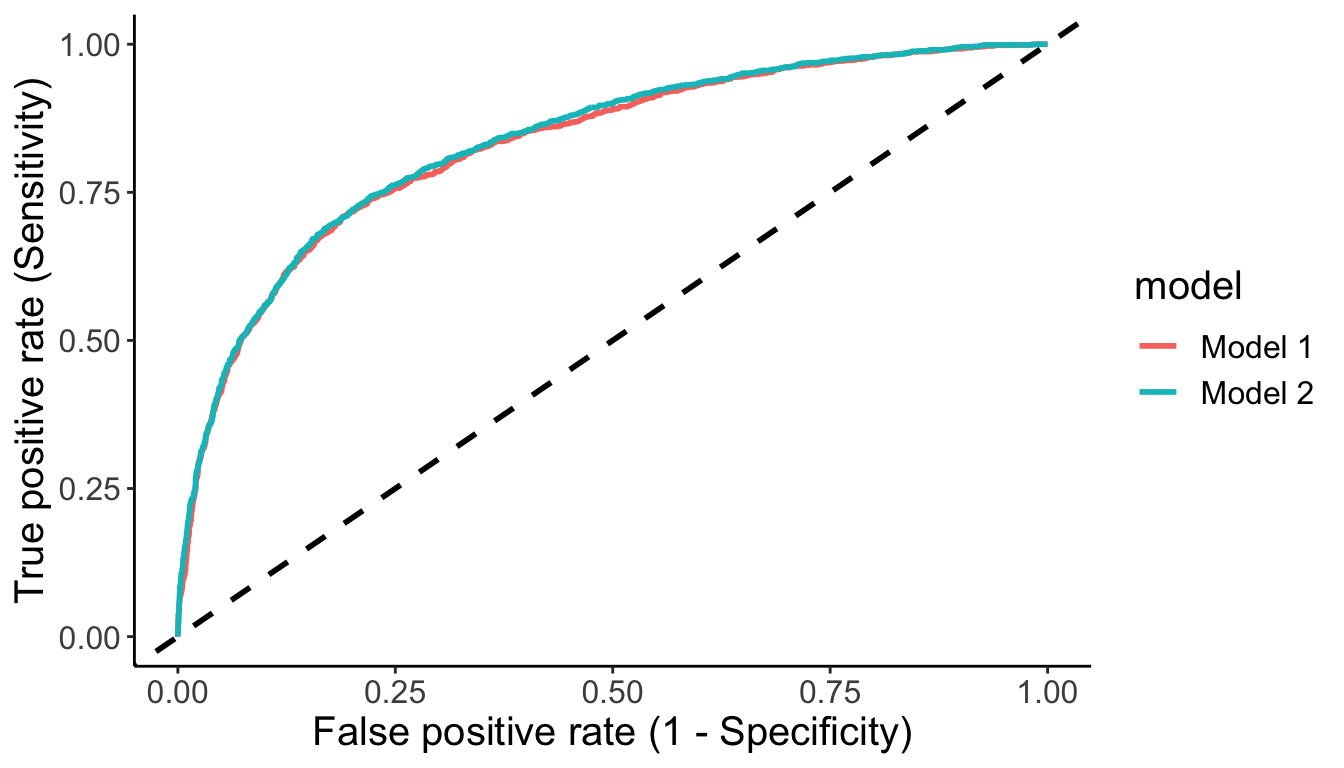 True positive rate (Sensitivity)
1.00
0.75
0.50
0.25
0.00
0.00 0.25 0.50 0.75 1.00
False positive rate (1 - Specificity)
model
Model 1
Model 2